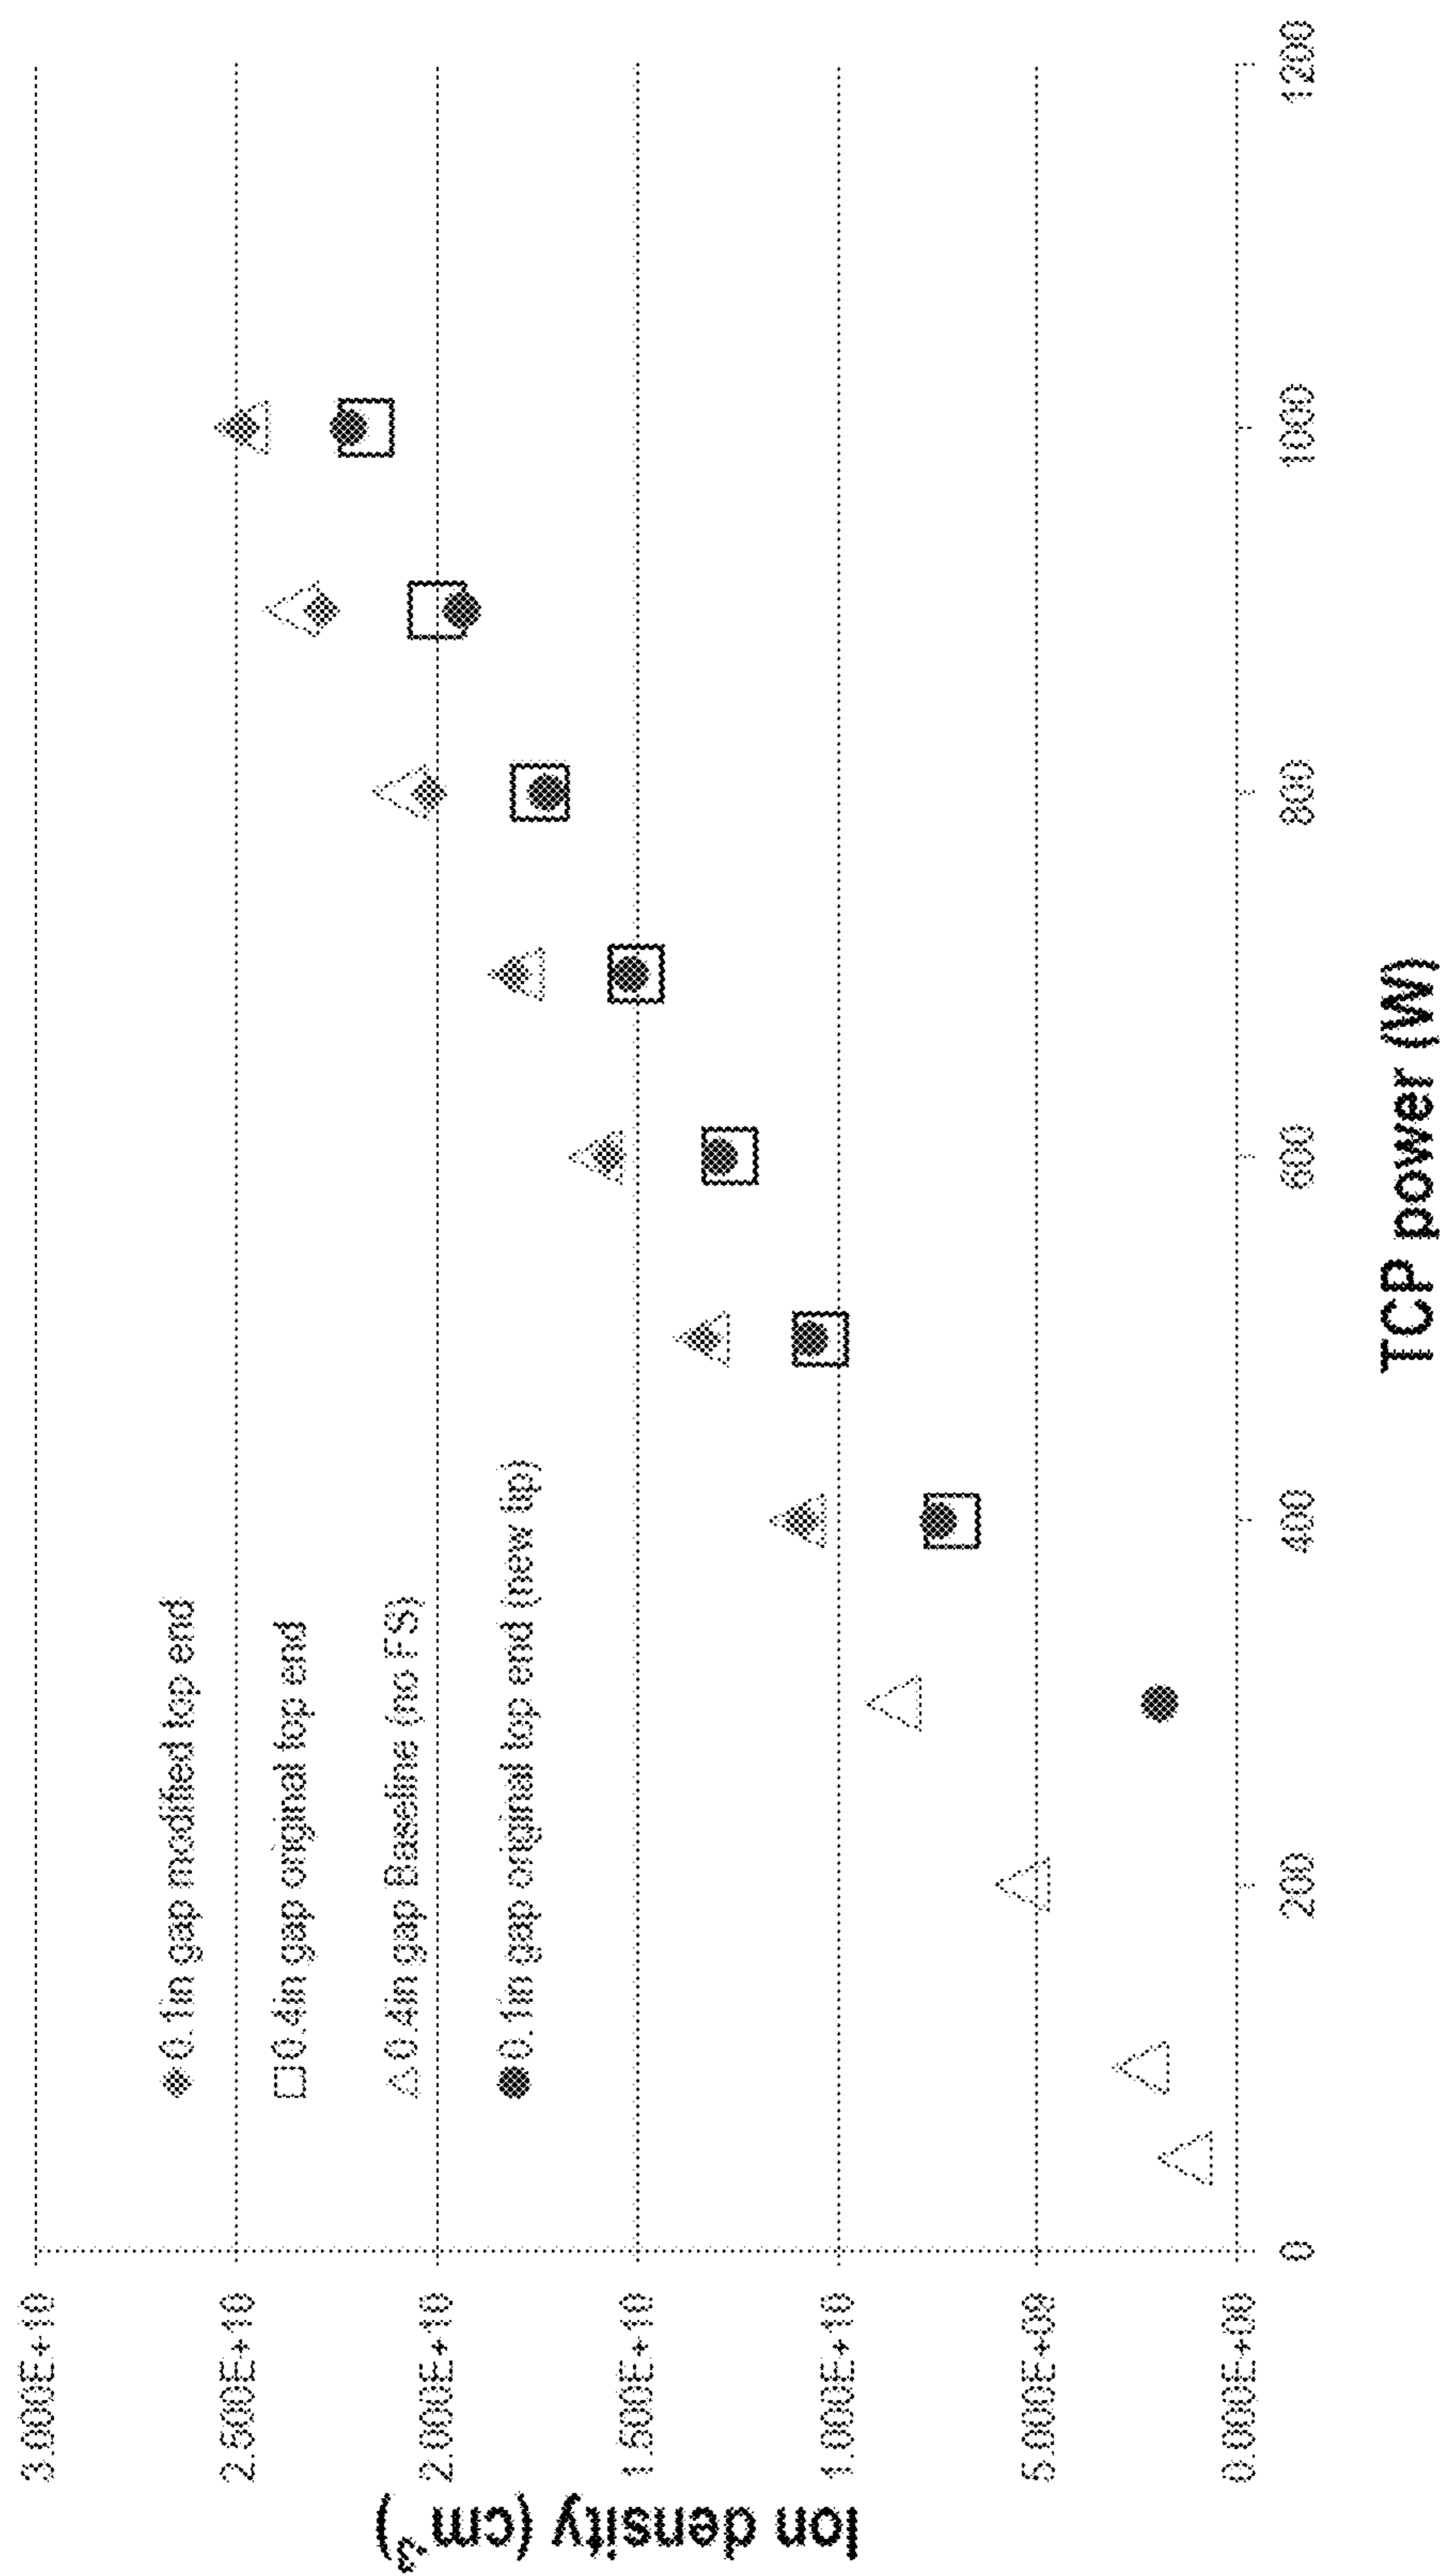 Ion density (cm-3)
3.000E+10
2.500E+10
2.000E+10
1.500E+10
1.000E+10
5.000E+09
0.000E+00
0.1in gap modified top end
0.4in gap original top end
0.4in gap Baseline (no FS)
0.1in gap original top end (new tip)
0
200
400
600
800
1000
1200
TCP power (W)